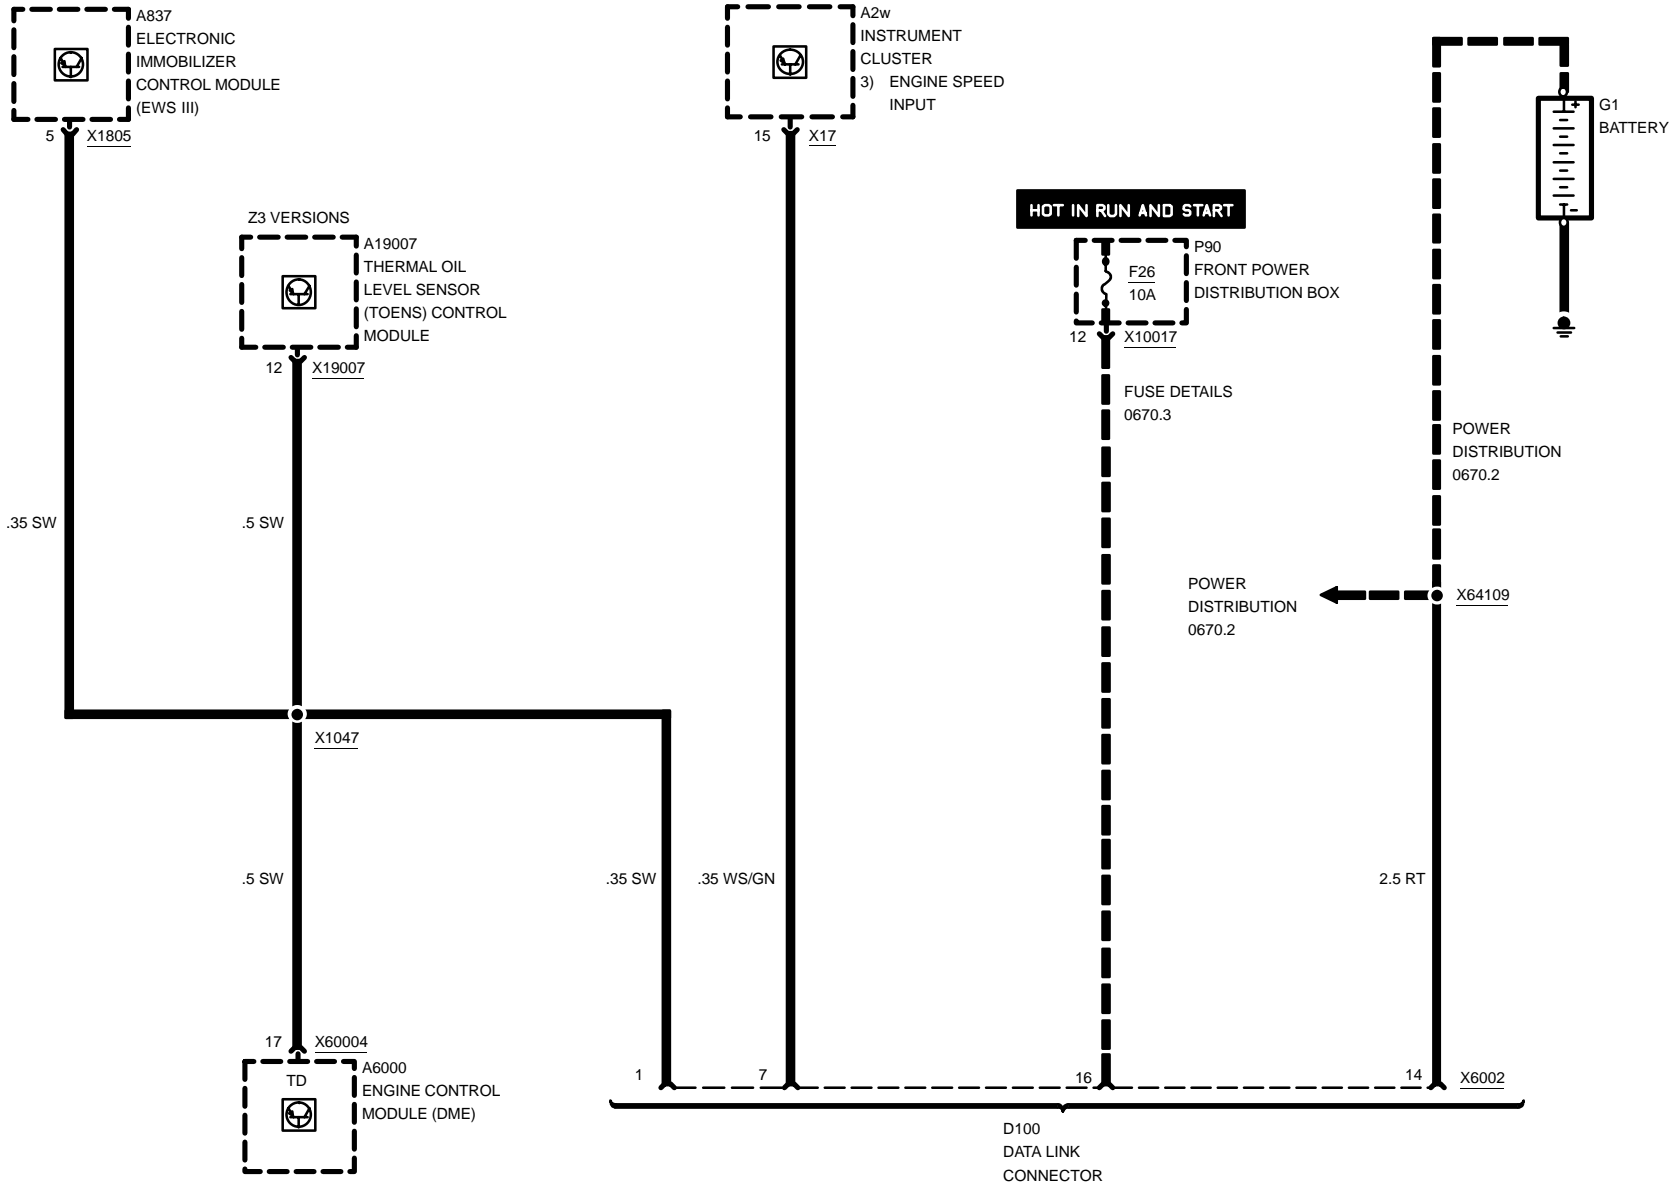 A837
ELECTRONIC
IMMOBILIZER
CONTROL MODULE
(EWS III)
5
X1805
A2w
INSTRUMENT
CLUSTER
3) ENGINE SPEED
INPUT
15
X17
G1
BATTERY
+
-
HOT IN RUN AND START
P90
FRONT POWER
DISTRIBUTION BOX
F26
10A
12
X10017
FUSE DETAILS
0670.3
Z3 VERSIONS
A19007
THERMAL OIL
LEVEL SENSOR
(TOENS) CONTROL
MODULE
12
X19007
POWER
DISTRIBUTION
0670.2
.35 SW
.5 SW
POWER
DISTRIBUTION
0670.2
X64109
X1047
.5 SW
.35 SW
.35 WS/GN
2.5 RT
17
X60004
A6000
ENGINE CONTROL
MODULE (DME)
TD
1
7
16
14
X6002
D100
DATA LINK
CONNECTOR